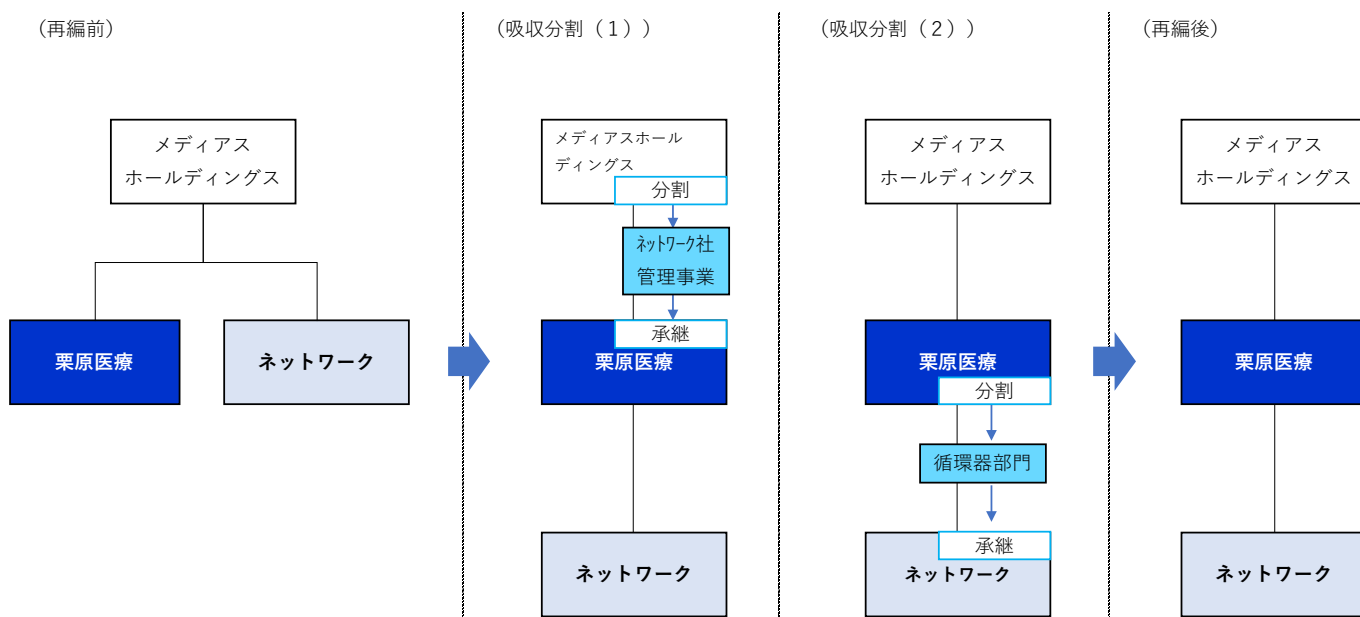 (再編前)
メディアス
ホールディングス
栗原医療
ネットワーク
(吸収分割（１）)
メディアスホール
ディングス
分割
ﾈｯﾄﾜｰｸ社
管理事業
承継
栗原医療
ネットワーク
(吸収分割（２）)
メディアス
ホールディングス
栗原医療
分割
循環器部門
承継
ネットワーク
(再編後)
メディアス
ホールディングス
栗原医療
ネットワーク